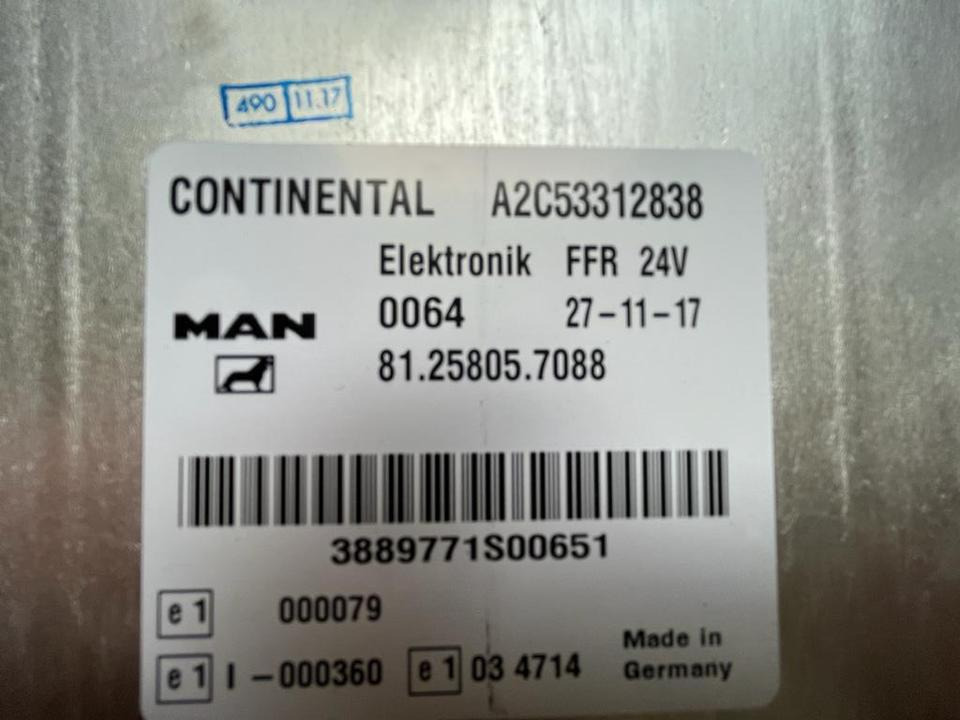 490 11.17
CONTINENTAL A2C53312838
Elektronik FFR 24V
MAN 0064 27-11-17
81.25805.7088
3889771S00651
e1 000079
e1 I-000360 e1 03 4714
Made in
Germany